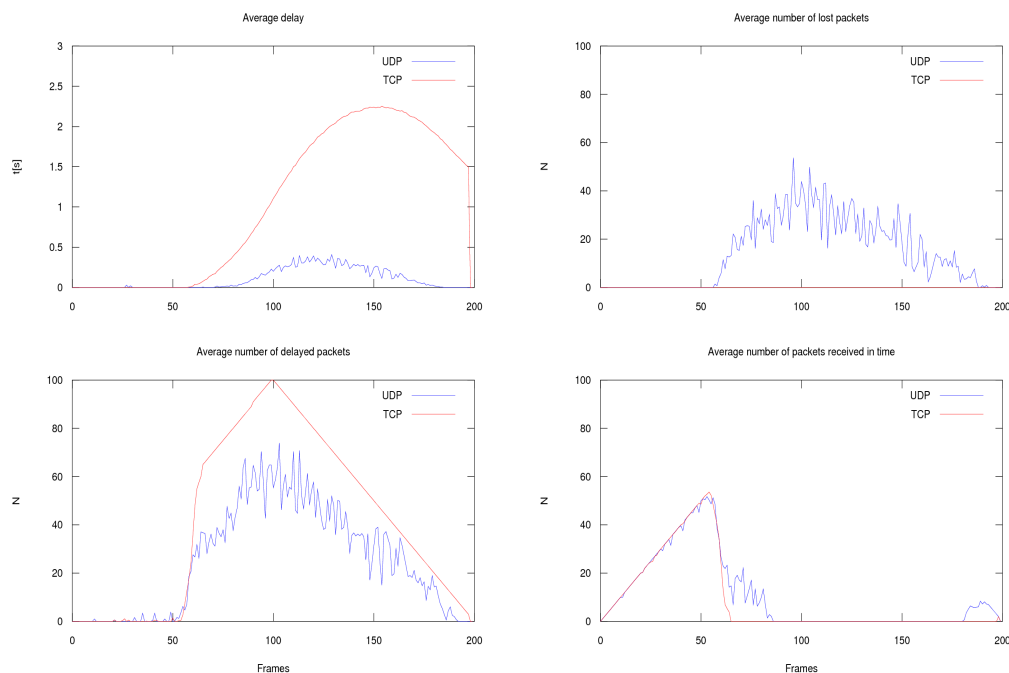 Average delay
3
2.5
2
1.5
1
0.5
0
t[s]
UDP
TCP
0
50
100
150
200
Average number of lost packets
100
80
60
40
20
0
N
UDP
TCP
0
50
100
150
200
Average number of delayed packets
100
80
60
40
20
0
N
UDP
TCP
0
50
100
150
200
Frames
Average number of packets received in time
100
80
60
40
20
0
N
UDP
TCP
0
50
100
150
200
Frames